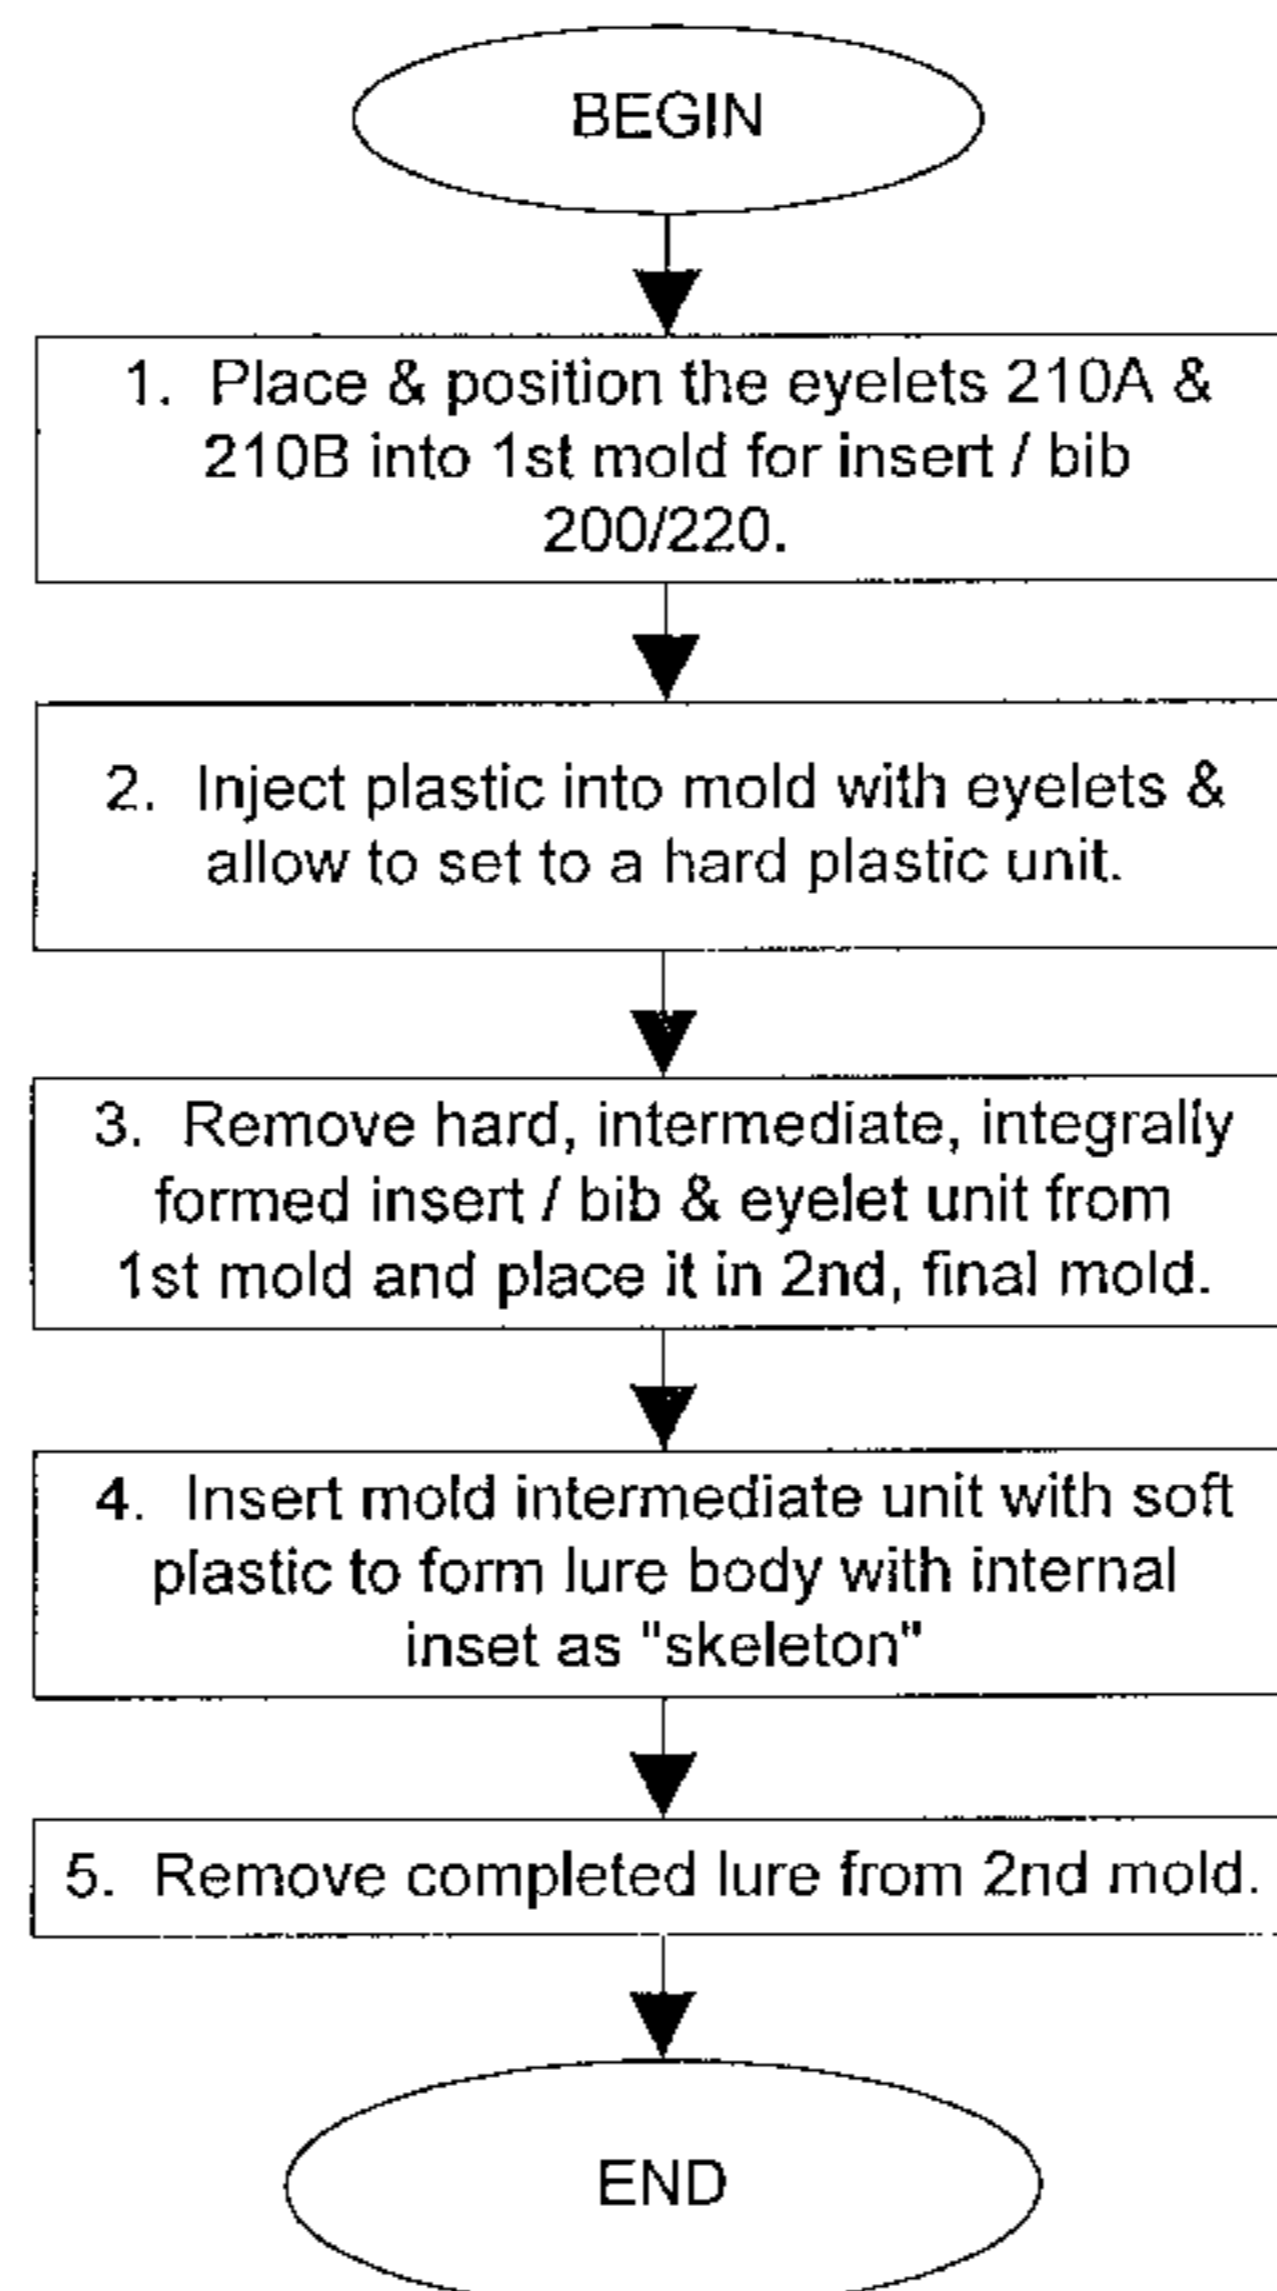 BEGIN
1. Place & position the eyelets 210A &
210B into 1st mold for insert / bib
200/220.
2. Inject plastic into mold with eyelets &
allow to set to a hard plastic unit.
3. Remove hard, intermediate, integrally
formed insert / bib & eyelet unit from
1st mold and place it in 2nd, final mold.
4. Insert mold intermediate unit with soft
plastic to form lure body with internal
inset as "skeleton"
5. Remove completed lure from 2nd mold.
END